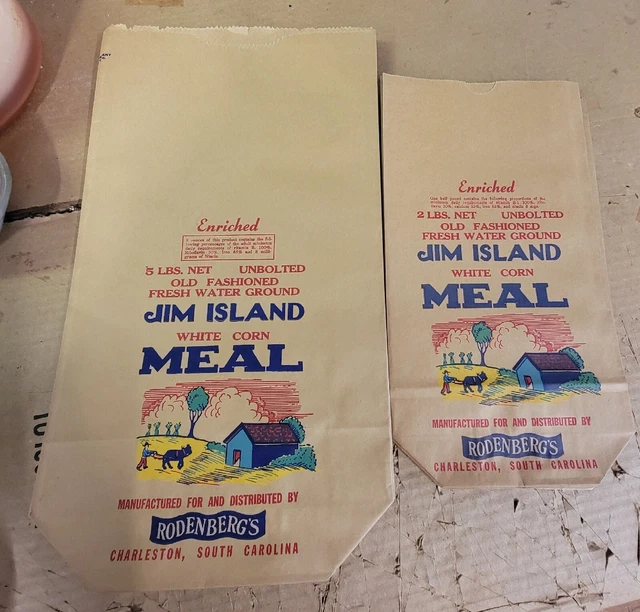 Enriched
5 LBS. NET UNBOLTED
OLD FASHIONED
FRESH WATER GROUND
JIM ISLAND
WHITE CORN
MEAL
MANUFACTURED FOR AND DISTRIBUTED BY
RODENBERG'S
CHARLESTON, SOUTH CAROLINA
Enriched
2 LBS. NET UNBOLTED
OLD FASHIONED
FRESH WATER GROUND
JIM ISLAND
WHITE CORN
MEAL
MANUFACTURED FOR AND DISTRIBUTED BY
RODENBERG'S
CHARLESTON, SOUTH CAROLINA